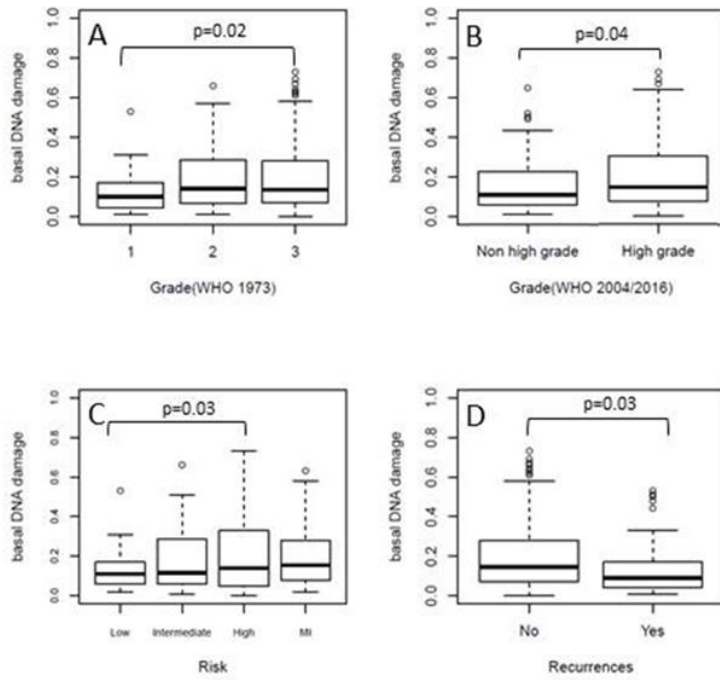 A
p=0.02
basal DNA damage
1.0
0.8
0.6
0.4
0.2
0.0
1 2 3
Grade(WHO 1973)
B
p=0.04
basal DNA damage
1.0
0.8
0.6
0.4
0.2
0.0
Non high grade High grade
Grade(WHO 2004/2016)
C
p=0.03
basal DNA damage
1.0
0.8
0.6
0.4
0.2
0.0
Low Intermediate High MI
Risk
D
p=0.03
basal DNA damage
1.0
0.8
0.6
0.4
0.2
0.0
No Yes
Recurrences